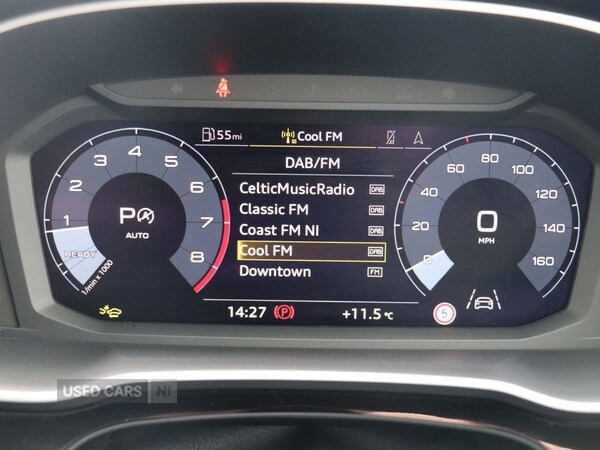 55mi
Cool FM
DAB/FM
CelticMusicRadio DAB
Classic FM DAB
Coast FM NI DAB
Cool FM DAB
Downtown FM
1 2 3 4 5 6 7 8
READY
1/min x 1000
P A
AUTO
0 20 40 60 80 100 120 140 160
0
MPH
14:27 P +11.5 °C 5
USED CARS NI